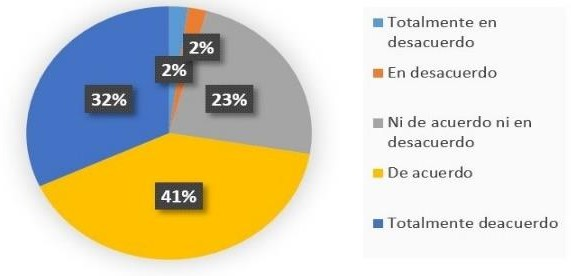 2%
2%
23%
32%
41%
Totalmente en
desacuerdo
En desacuerdo
Ni de acuerdo ni en
desacuerdo
De acuerdo
Totalmente deacuerdo